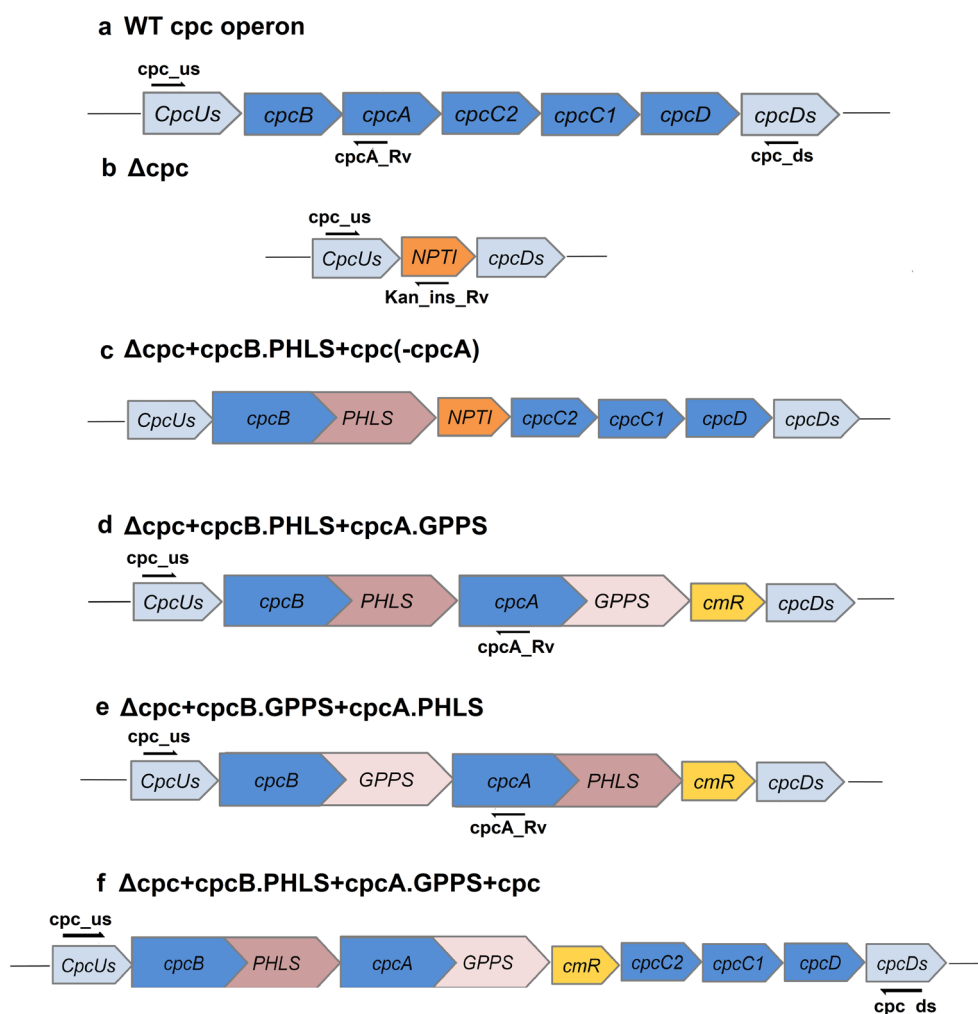 a WT cpc operon
cpc_us
CpcUs cpcB cpcA cpcC2 cpcC1 cpcD cpcDs
cpcA_Rv cpc_ds
b Δcpc
cpc_us
CpcUs NPTI cpcDs
Kan_ins_Rv
c Δcpc+cpcB.PHLS+cpc(-cpcA)
CpcUs cpcB PHLS NPTI cpcC2 cpcC1 cpcD cpcDs
d Δcpc+cpcB.PHLS+cpcA.GPPS
cpc_us
CpcUs cpcB PHLS cpcA GPPS cmR cpcDs
cpcA_Rv
e Δcpc+cpcB.GPPS+cpcA.PHLS
cpc_us
CpcUs cpcB GPPS cpcA PHLS cmR cpcDs
cpcA_Rv
f Δcpc+cpcB.PHLS+cpcA.GPPS+cpc
cpc_us
CpcUs cpcB PHLS cpcA GPPS cmR cpcC2 cpcC1 cpcD cpcDs
cpc_ds